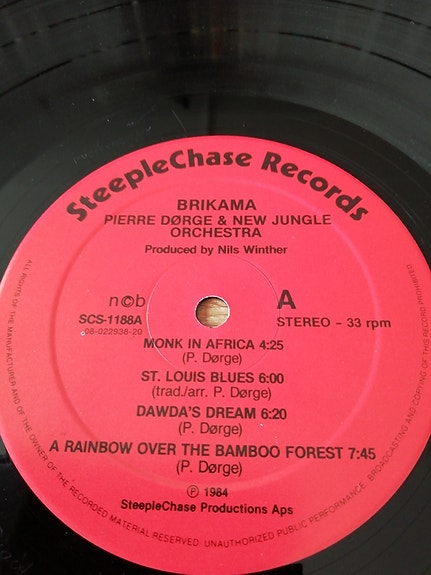 SteepleChase Records
BRIKAMA
PIERRE DØRGE & NEW JUNGLE
ORCHESTRA
Produced by Nils Winther
n©b
A
SCS-1188A
STEREO - 33 rpm
08-022938-20
MONK IN AFRICA 4:25
(P. Dørge)
ST. LOUIS BLUES 6:00
(trad./arr. P. Dørge)
DAWDA'S DREAM 6:20
(P. Dørge)
A RAINBOW OVER THE BAMBOO FOREST 7:45
(P. Dørge)
℗ 1984
SteepleChase Productions Aps
ALL RIGHTS OF THE MANUFACTURER AND OF THE OWNER OF THE RECORDED MATERIAL RESERVED. UNAUTHORIZED PUBLIC PERFORMANCE, BROADCASTING AND COPYING OF THIS RECORD PROHIBITED